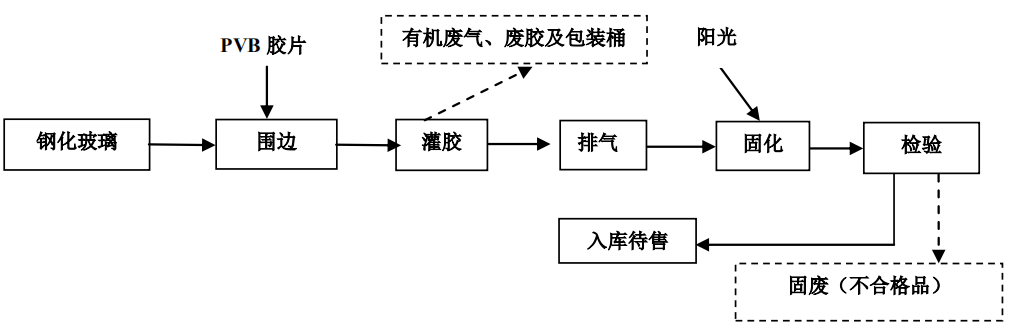 PVB 胶片
有机废气、废胶及包装桶
阳光
钢化玻璃
围边
灌胶
排气
固化
检验
入库待售
固废（不合格品）